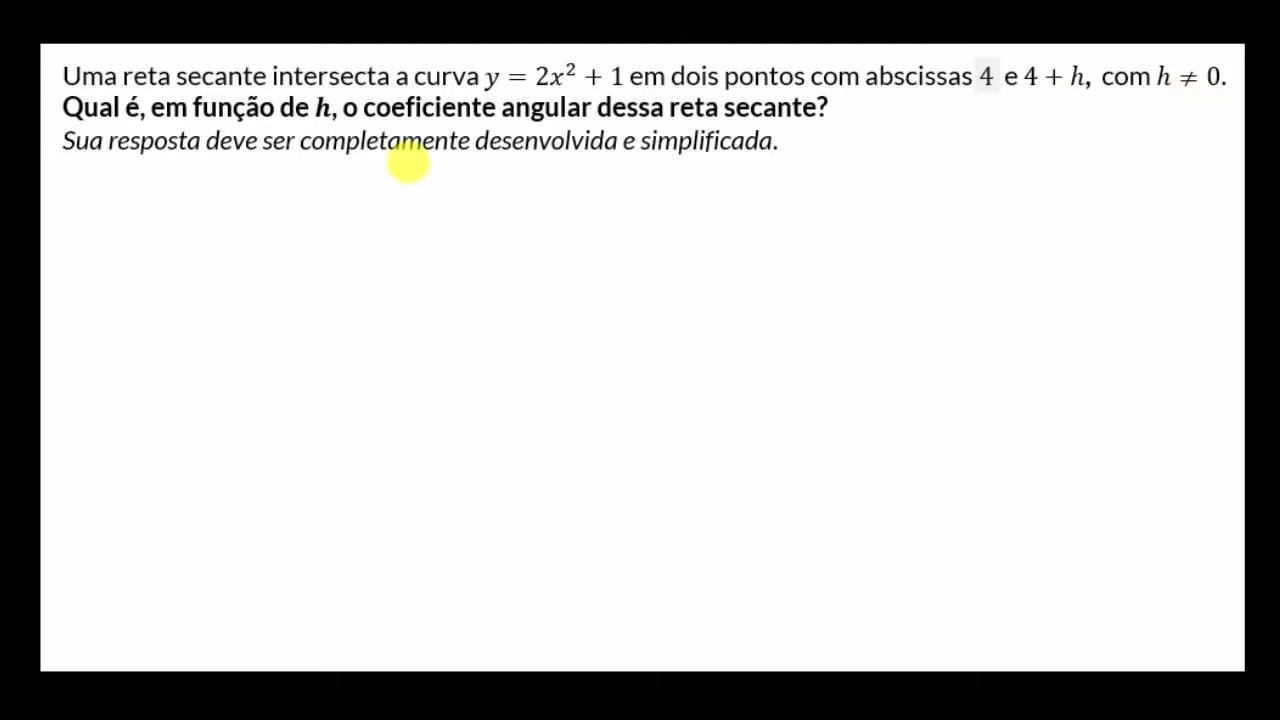 Uma reta secante intersecta a curva y = 2x² + 1 em dois pontos com abscissas 4 e 4 + h, com h ≠ 0.
Qual é, em função de h, o coeficiente angular dessa reta secante?
Sua resposta deve ser completamente desenvolvida e simplificada.